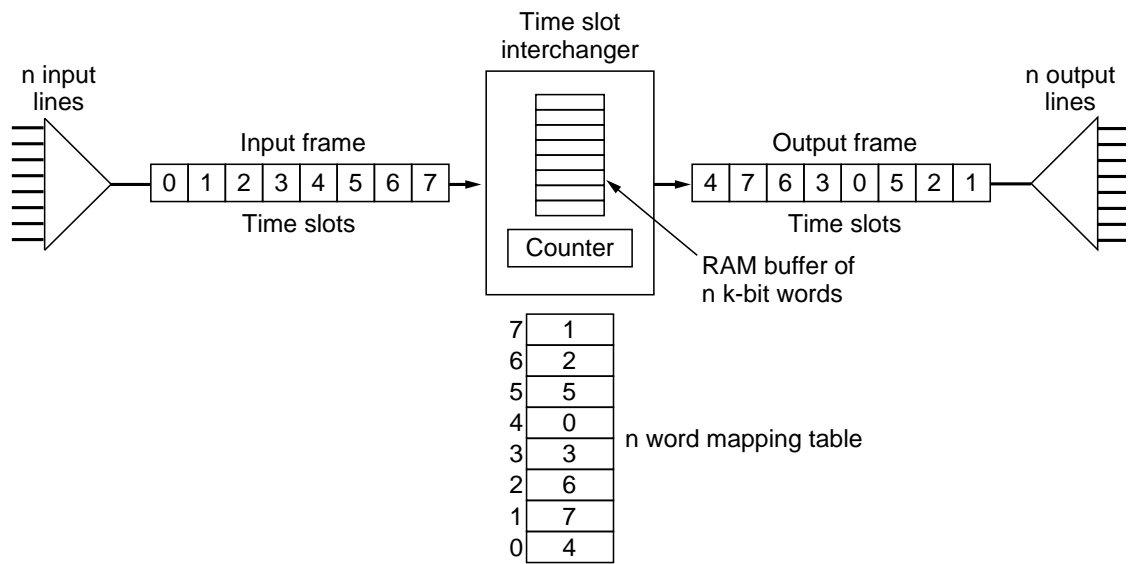 Time slot
interchanger
n input
lines
n output
lines
Input frame
Output frame
0 1 2 3 4 5 6 7
4 7 6 3 0 5 2 1
Time slots
Time slots
Counter
RAM buffer of
n k-bit words
7 1
6 2
5 5
4 0
n word mapping table
3 3
2 6
1 7
0 4